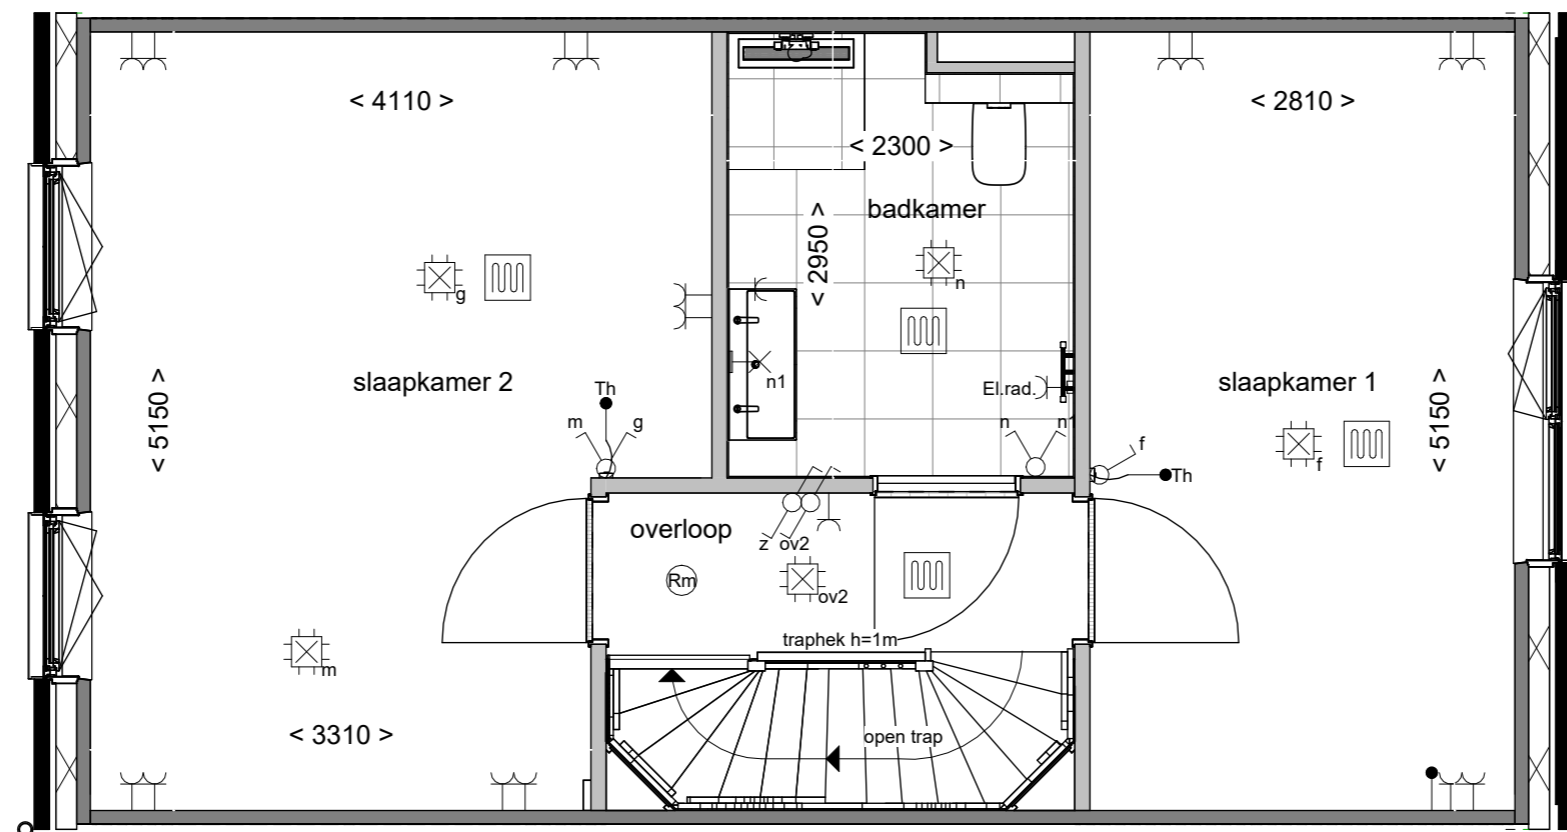 < 4110 >
< 2810 >
< 2300 >
badkamer
< 2950 >
g
n
slaapkamer 2
n1
El.rad.
slaapkamer 1
Th
< 5150 >
< 5150 >
m
g
n
n1
f
f
Th
overloop
z
ov2
Rm
ov2
traphek h=1m
m
< 3310 >
open trap